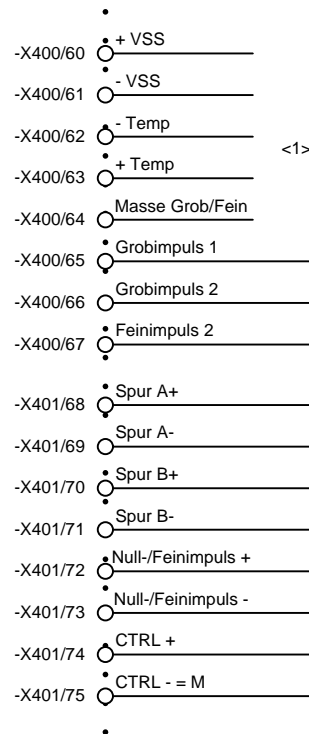 -X400/60 + VSS
-X400/61 - VSS
-X400/62 - Temp
<1>
-X400/63 + Temp
-X400/64 Masse Grob/Fein
-X400/65 Grobimpuls 1
-X400/66 Grobimpuls 2
-X400/67 Feinimpuls 2
-X401/68 Spur A+
-X401/69 Spur A-
-X401/70 Spur B+
-X401/71 Spur B-
-X401/72 Null-/Feinimpuls +
-X401/73 Null-/Feinimpuls -
-X401/74 CTRL +
-X401/75 CTRL - = M